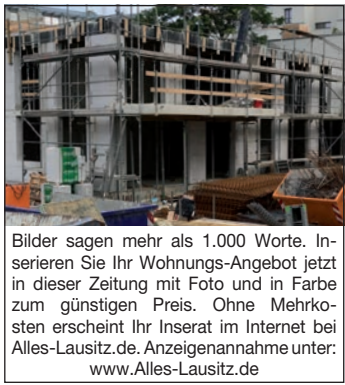 Bilder sagen mehr als 1.000 Worte. In-
serieren Sie Ihr Wohnungs-Angebot jetzt
in dieser Zeitung mit Foto und in Farbe
zum günstigen Preis. Ohne Mehrko-
sten erscheint Ihr Inserat im Internet bei
Alles-Lausitz.de. Anzeigenannahme unter:
www.Alles-Lausitz.de